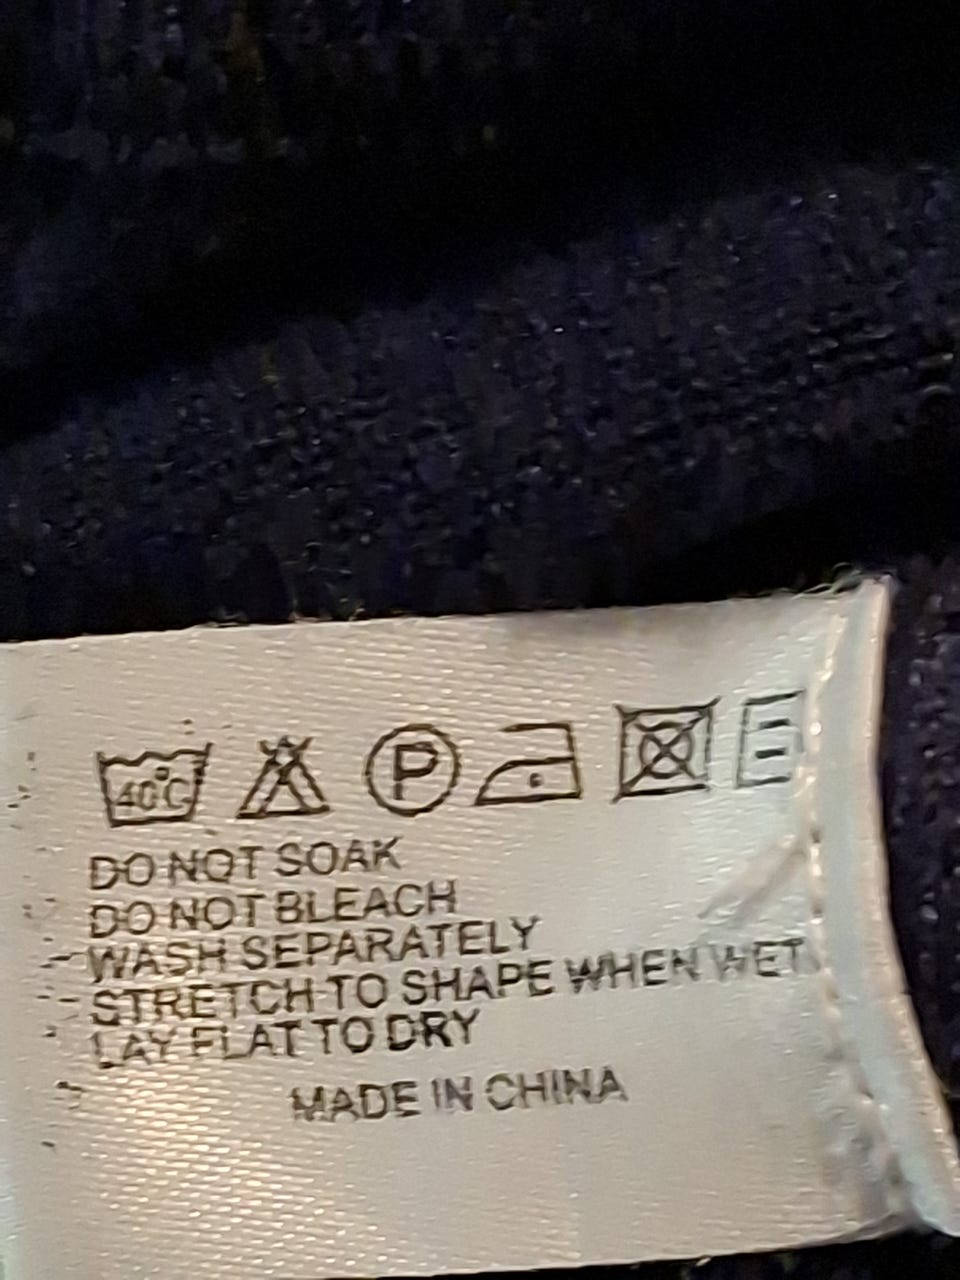 40°C P
DO NOT SOAK
DO NOT BLEACH
WASH SEPARATELY
STRETCH TO SHAPE WHEN WET
LAY FLAT TO DRY
MADE IN CHINA